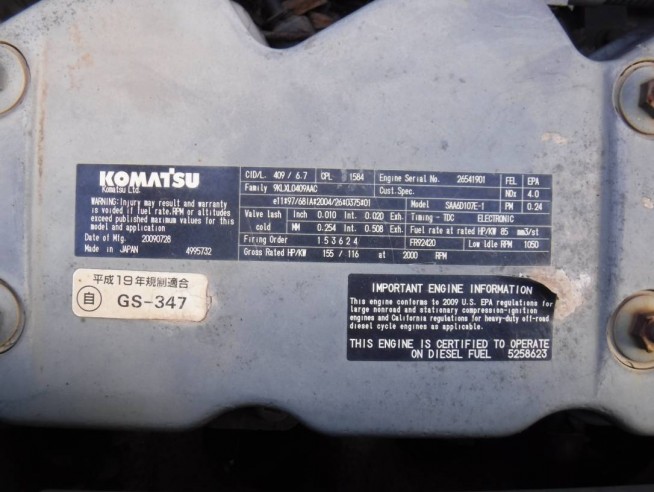 KOMATSU
Komatsu Ltd.
WARNING: Injury may result and warranty
is voided if fuel rate, RPM or altitudes
exceed published maximum values for this
model and application
Date of Mfg. 20090728
Made in JAPAN 4995732
CID/L. 409 / 6.7 CPL 1584 Engine Serial No. 26541901 FEL EPA
Family 9KLXL0409AAC Cust. Spec. NOx 4.0
e11*97/68IA*2004/26*0375*01 Model SAA6D107E-1 PM 0.24
Valve lash Inch 0.010 Int. 0.020 Exh. Timing - TDC ELECTRONIC
cold MM 0.254 Int. 0.508 Exh. Fuel rate at rated HP/KW 85 mm3/st
Firing Order 1 5 3 6 2 4 FR92420 Low Idle RPM 1050
Gross Rated HP/KW 155 / 116 at 2000 RPM
平成19年規制適合
自 GS-347
IMPORTANT ENGINE INFORMATION
This engine conforms to 2009 U.S. EPA regulations for
large nonroad and stationary compression-ignition
engines and California regulations for heavy-duty off-road
diesel cycle engines as applicable.
THIS ENGINE IS CERTIFIED TO OPERATE
ON DIESEL FUEL 5258623